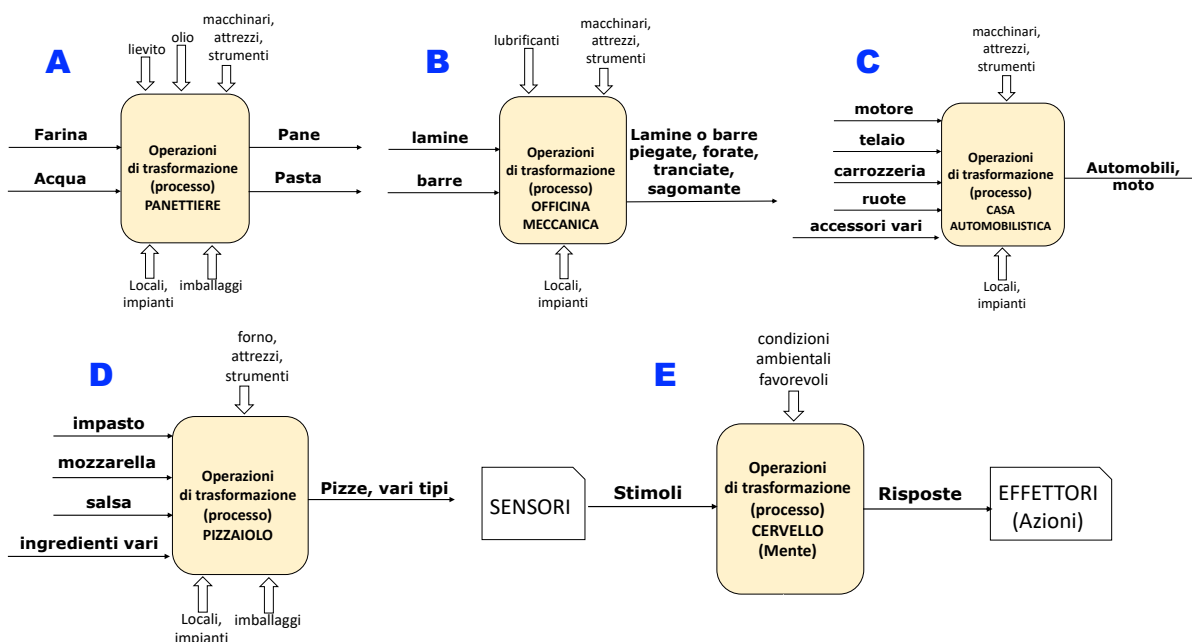 A
lievito
olio
macchinari,
attrezzi,
strumenti
Farina
Acqua
Operazioni
di trasformazione
(processo)
PANETTIERE
Pane
Pasta
Locali,
impianti
imballaggi
B
lubrificanti
macchinari,
attrezzi,
strumenti
lamine
barre
Operazioni
di trasformazione
(processo)
OFFICINA
MECCANICA
Lamine o barre
piegate, forate,
tranciate,
sagomante
Locali,
impianti
C
macchinari,
attrezzi,
strumenti
motore
telaio
carrozzeria
ruote
accessori vari
Operazioni
di trasformazione
(processo)
CASA
AUTOMOBILISTICA
Automobili,
moto
Locali,
impianti
D
forno,
attrezzi,
strumenti
impasto
mozzarella
salsa
ingredienti vari
Operazioni
di trasformazione
(processo)
PIZZAIOLO
Pizze, vari tipi
Locali,
impianti
imballaggi
E
condizioni
ambientali
favorevoli
SENSORI
Stimoli
Operazioni
di trasformazione
(processo)
CERVELLO
(Mente)
Risposte
EFFETTORI
(Azioni)